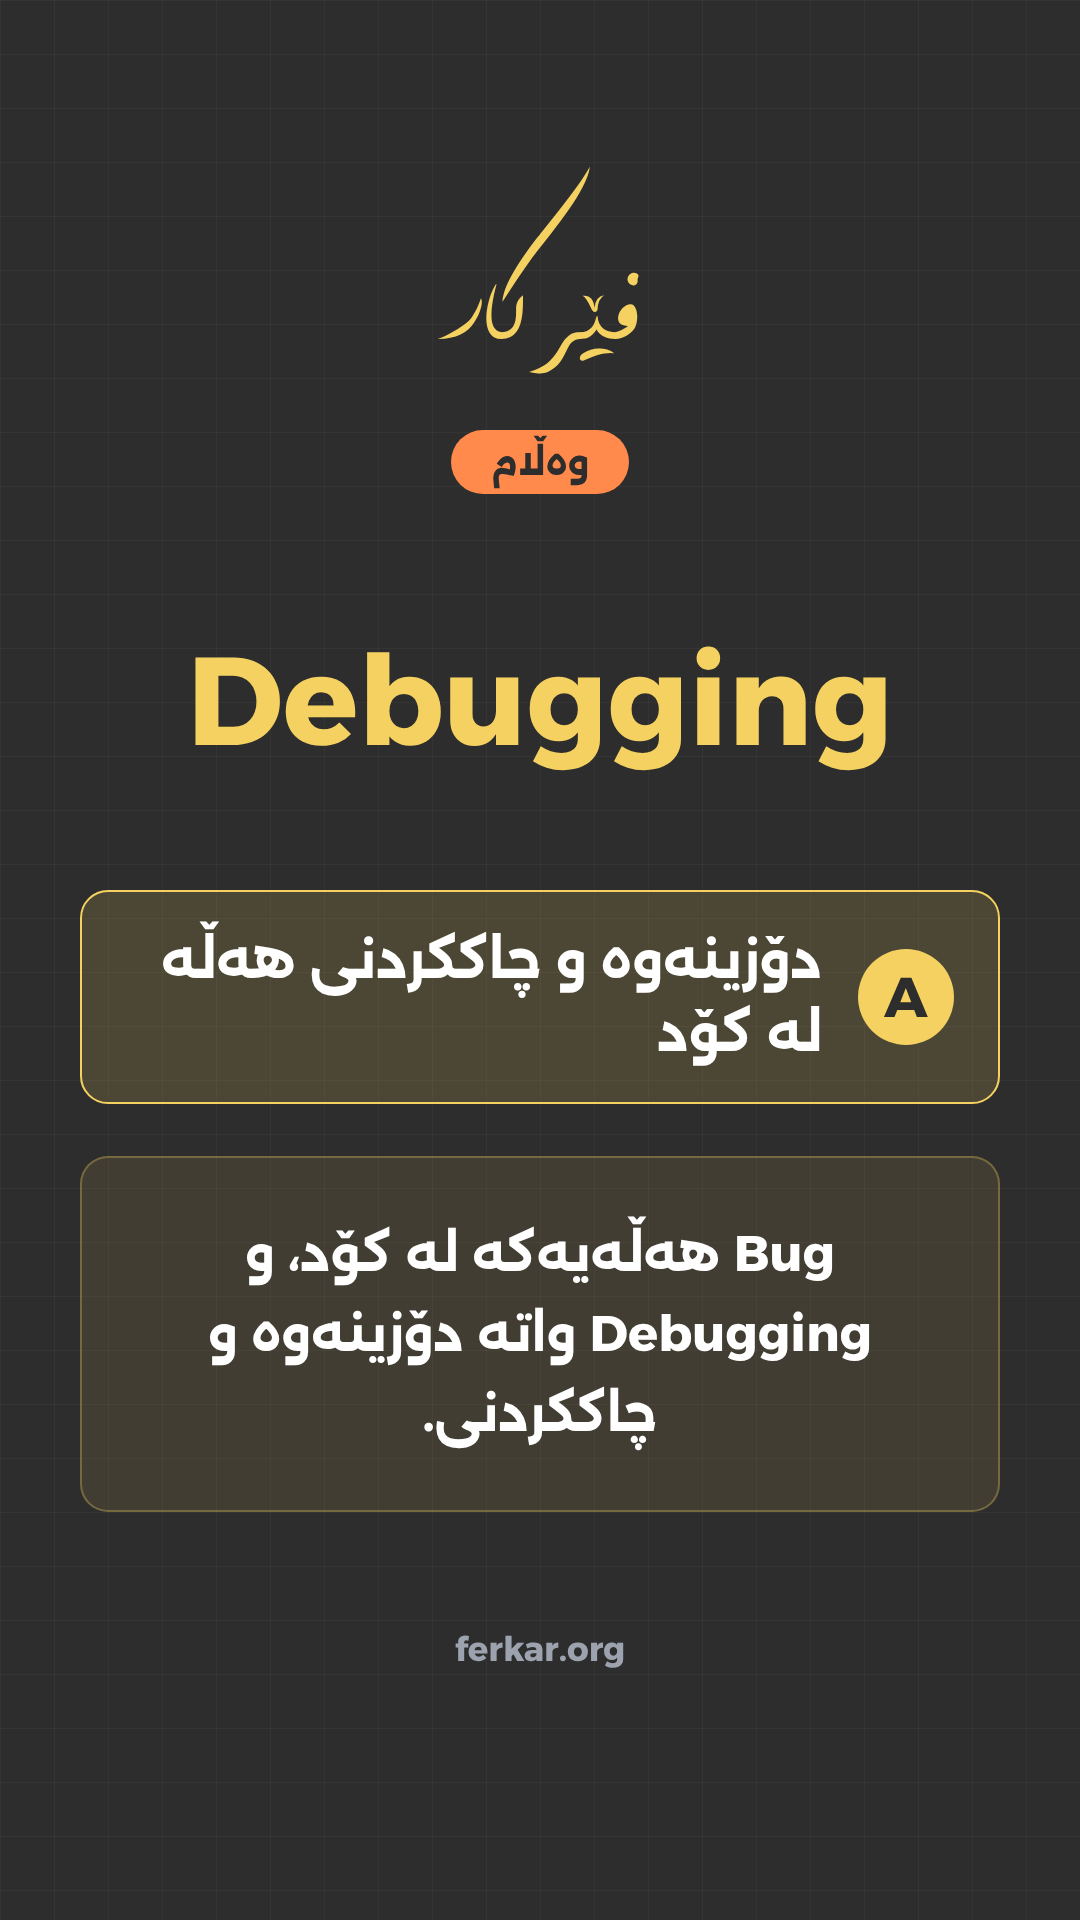 فێرکار
وەڵام
Debugging
A
دۆزینەوە و چاککردنی هەڵە
لە کۆد
Bug هەڵەیەکە لە کۆد، و
Debugging واتە دۆزینەوە و
چاککردنی.
ferkar.org